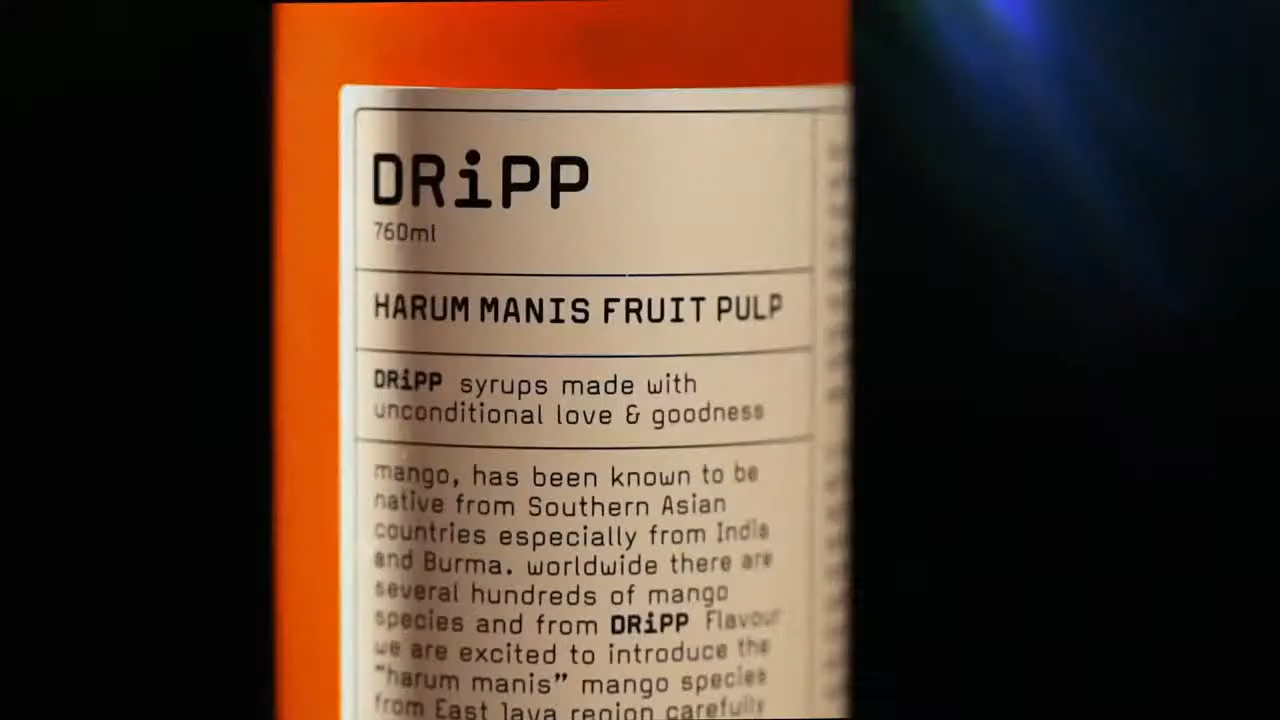 DRiPP
760ml
HARUM MANIS FRUIT PULP
DRiPP syrups made with
unconditional love & goodness
mango, has been known to be
native from Southern Asian
countries especially from India
and Burma. worldwide there are
several hundreds of mango
species and from DRiPP Flavour
we are excited to introduce the
"harum manis" mango species
from East Java region carefully